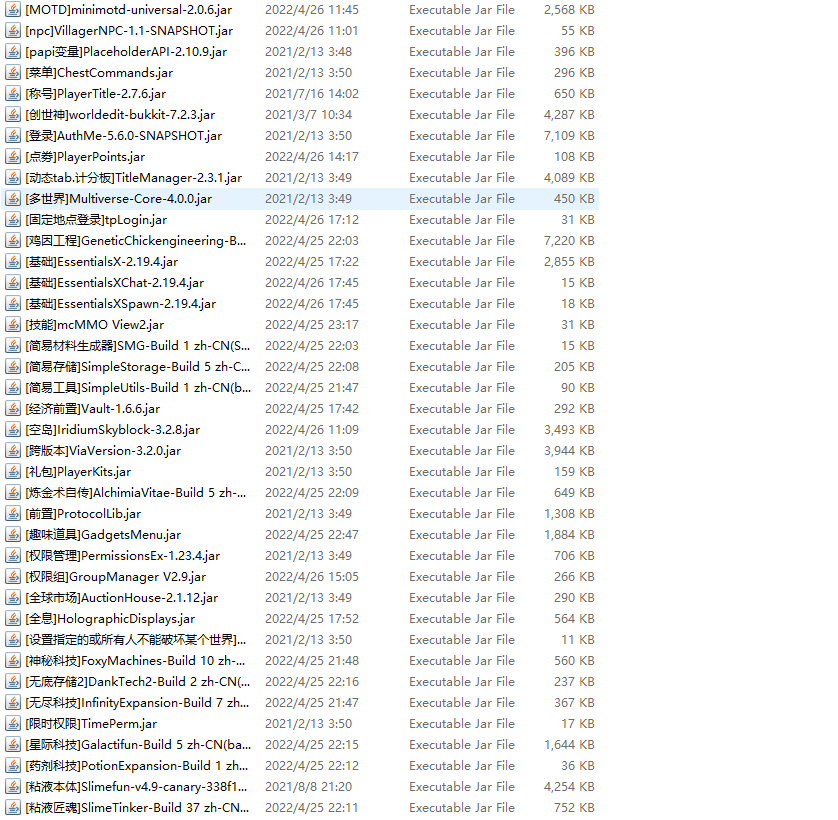 [MOTD]minimotd-universal-2.0.6.jar 2022/4/26 11:45 Executable Jar File 2,568 KB
[npc]VillagerNPC-1.1-SNAPSHOT.jar 2022/4/26 11:01 Executable Jar File 55 KB
[papi变量]PlaceholderAPI-2.10.9.jar 2021/2/13 3:48 Executable Jar File 396 KB
[菜单]ChestCommands.jar 2021/2/13 3:50 Executable Jar File 296 KB
[称号]PlayerTitle-2.7.6.jar 2021/7/16 14:02 Executable Jar File 650 KB
[创世神]worldedit-bukkit-7.2.3.jar 2021/3/7 10:34 Executable Jar File 4,287 KB
[登录]AuthMe-5.6.0-SNAPSHOT.jar 2021/2/13 3:50 Executable Jar File 7,109 KB
[点券]PlayerPoints.jar 2022/4/26 14:17 Executable Jar File 108 KB
[动态tab.计分板]TitleManager-2.3.1.jar 2021/2/13 3:49 Executable Jar File 4,089 KB
[多世界]Multiverse-Core-4.0.0.jar 2021/2/13 3:49 Executable Jar File 450 KB
[固定地点登录]tpLogin.jar 2022/4/26 17:12 Executable Jar File 31 KB
[鸡因工程]GeneticChickengineering-B... 2022/4/25 22:03 Executable Jar File 7,220 KB
[基础]EssentialsX-2.19.4.jar 2022/4/25 17:22 Executable Jar File 2,855 KB
[基础]EssentialsXChat-2.19.4.jar 2022/4/26 17:45 Executable Jar File 15 KB
[基础]EssentialsXSpawn-2.19.4.jar 2022/4/26 17:45 Executable Jar File 18 KB
[技能]mcMMO View2.jar 2022/4/25 23:17 Executable Jar File 31 KB
[简易材料生成器]SMG-Build 1 zh-CN(S... 2022/4/25 22:03 Executable Jar File 15 KB
[简易存储]SimpleStorage-Build 5 zh-C... 2022/4/25 22:08 Executable Jar File 205 KB
[简易工具]SimpleUtils-Build 1 zh-CN(b... 2022/4/25 21:47 Executable Jar File 90 KB
[经济前置]Vault-1.6.6.jar 2022/4/25 17:42 Executable Jar File 292 KB
[空岛]IridiumSkyblock-3.2.8.jar 2022/4/26 11:09 Executable Jar File 3,493 KB
[跨版本]ViaVersion-3.2.0.jar 2021/2/13 3:50 Executable Jar File 3,944 KB
[礼包]PlayerKits.jar 2021/2/13 3:50 Executable Jar File 159 KB
[炼金术自传]AlchimiaVitae-Build 5 zh-... 2022/4/25 22:09 Executable Jar File 649 KB
[前置]ProtocolLib.jar 2021/2/13 3:49 Executable Jar File 1,308 KB
[趣味道具]GadgetsMenu.jar 2022/4/25 22:47 Executable Jar File 1,884 KB
[权限管理]PermissionsEx-1.23.4.jar 2021/2/13 3:49 Executable Jar File 706 KB
[权限组]GroupManager V2.9.jar 2022/4/26 15:05 Executable Jar File 266 KB
[全球市场]AuctionHouse-2.1.12.jar 2021/2/13 3:49 Executable Jar File 290 KB
[全息]HolographicDisplays.jar 2022/4/25 17:52 Executable Jar File 564 KB
[设置指定的或所有人不能破坏某个世界]... 2021/2/13 3:50 Executable Jar File 11 KB
[神秘科技]FoxyMachines-Build 10 zh-... 2022/4/25 21:48 Executable Jar File 560 KB
[无底存储2]DankTech2-Build 2 zh-CN(... 2022/4/25 22:16 Executable Jar File 237 KB
[无尽科技]InfinityExpansion-Build 7 zh... 2022/4/25 21:47 Executable Jar File 367 KB
[限时权限]TimePerm.jar 2021/2/13 3:50 Executable Jar File 17 KB
[星际科技]Galactifun-Build 5 zh-CN(ba... 2022/4/25 22:15 Executable Jar File 1,644 KB
[药剂科技]PotionExpansion-Build 1 zh... 2022/4/25 22:12 Executable Jar File 36 KB
[粘液本体]Slimefun-v4.9-canary-338f1... 2021/8/8 21:20 Executable Jar File 4,254 KB
[粘液匠魂]SlimeTinker-Build 37 zh-CN... 2022/4/25 22:11 Executable Jar File 752 KB